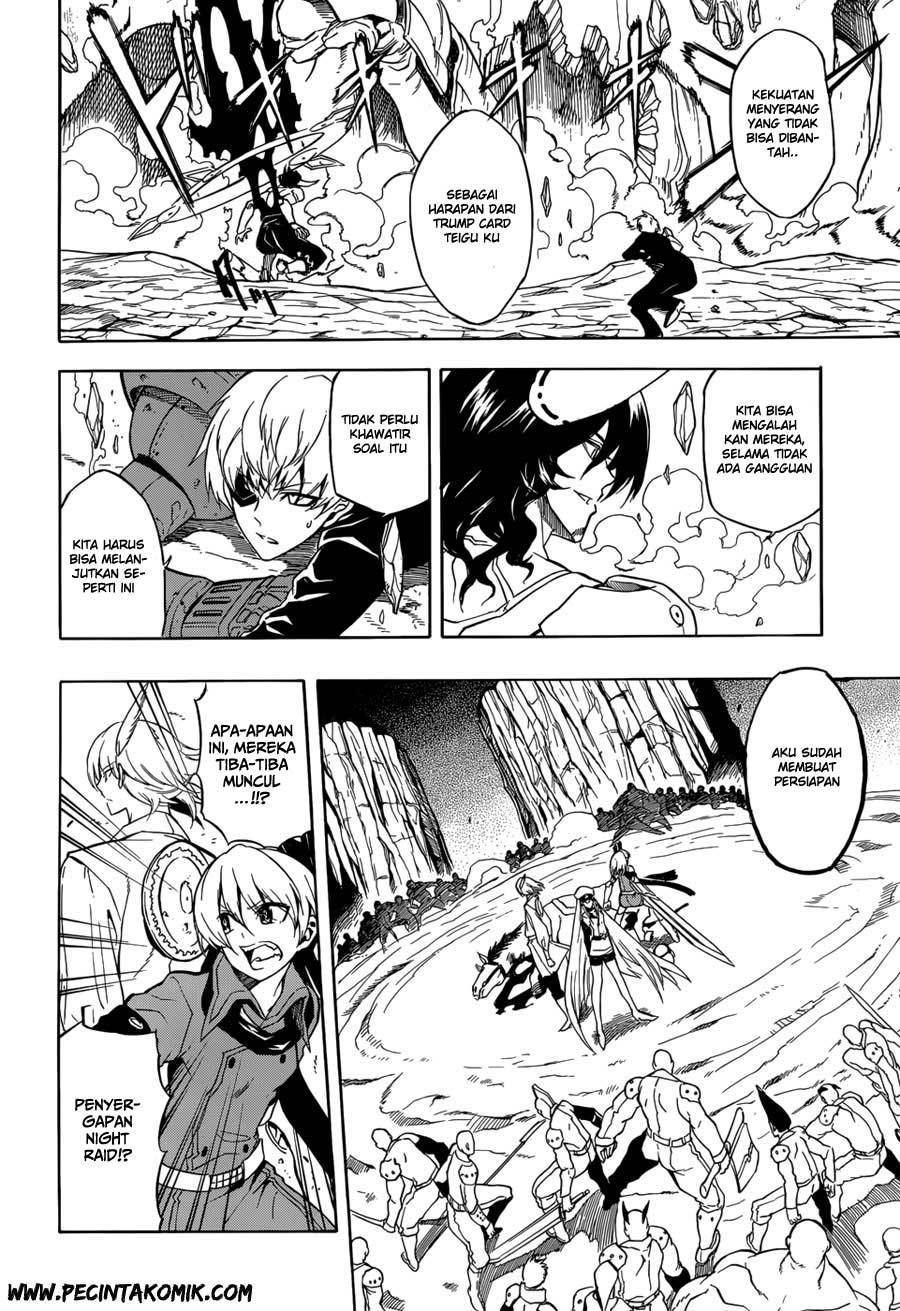 KEKUATAN
MENYERANG
YANG TIDAK
BISA DIBAN-
TAH..
SEBAGAI
HARAPAN DARI
TRUMP CARD
TEIGU KU
KITA BISA
MENGALAH
KAN MEREKA,
SELAMA TIDAK
ADA GANGGUAN
TIDAK PERLU
KHAWATIR
SOAL ITU
KITA HARUS
BISA MELAN-
JUTKAN SE-
PERTI INI
AKU SUDAH
MEMBUAT
PERSIAPAN
APA-APAAN
INI, MEREKA
TIBA-TIBA
MUNCUL
...!!?
PENYER-
GAPAN
NIGHT
RAID!?
WWW.PECINTAKOMIK.COM